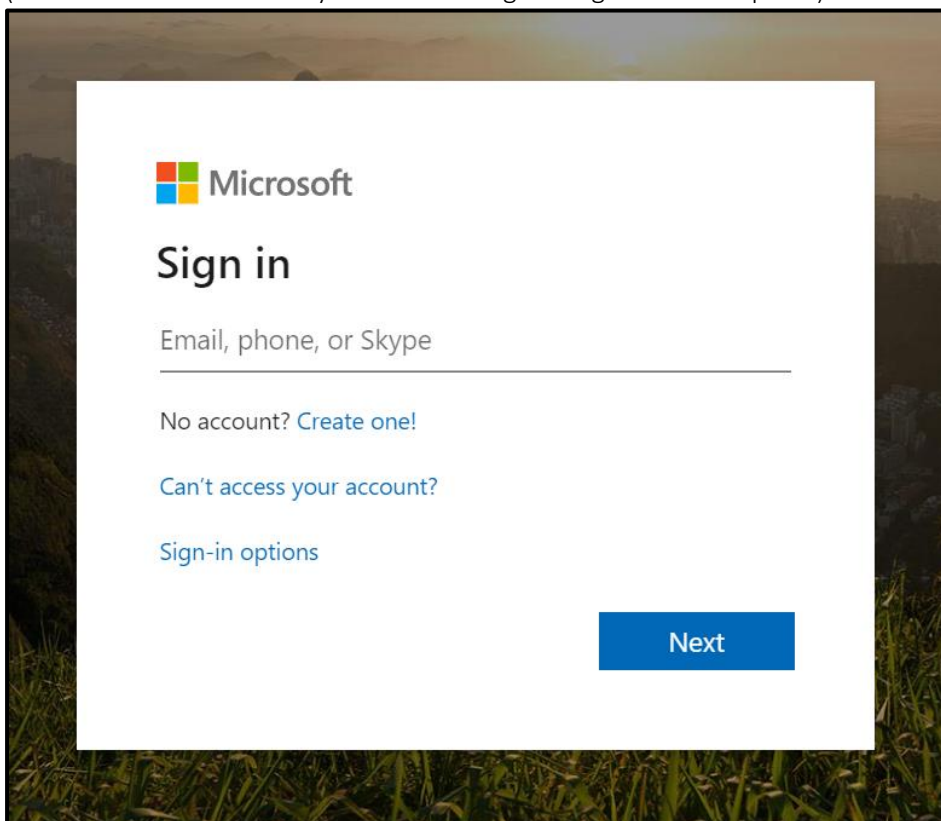 Microsoft
Sign in
Email, phone, or Skype
No account? Create one!
Can't access your account?
Sign-in options
Next